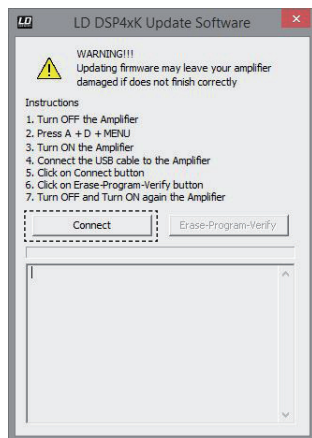 LD DSP4xK Update Software
WARNING!!!
Updating firmware may leave your amplifier
damaged if does not finish correctly
Instructions
1. Turn OFF the Amplifier
2. Press A + D + MENU
3. Turn ON the Amplifier
4. Connect the USB cable to the Amplifier
5. Click on Connect button
6. Click on Erase-Program-Verify button
7. Turn OFF and Turn ON again the Amplifier
Connect Erase-Program-Verify